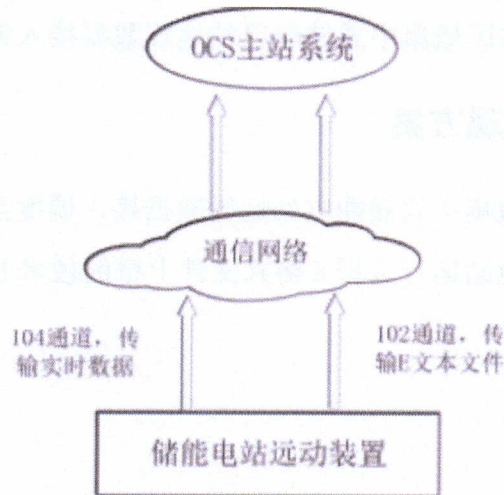 OCS主站系统
通信网络
104通道，传
输实时数据
102通道，传
输E文本文件
储能电站远动装置